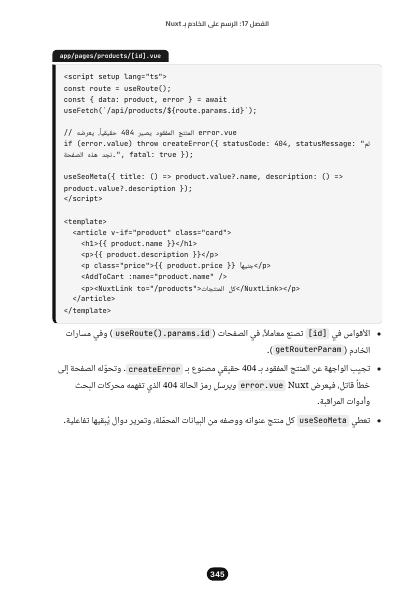 الفصل 17: الرسم على الخادم بـ Nuxt
app/pages/products/[id].vue
<script setup lang="ts">
const route = useRoute();
const { data: product, error } = await
useFetch(`/api/products/${route.params.id}`);
// المنتج المفقود يصير 404 حقيقياً، يعرضه error.vue
if (error.value) throw createError({ statusCode: 404, statusMessage: "لم
نجد هذه الصفحة.", fatal: true });
useSeoMeta({ title: () => product.value?.name, description: () =>
product.value?.description });
</script>
<template>
<article v-if="product" class="card">
<h1>{{ product.name }}</h1>
<p>{{ product.description }}</p>
<p class="price">{{ product.price }} جنيها</p>
<AddToCart :name="product.name" />
<p><NuxtLink to="/products">كل المنتجات</NuxtLink></p>
</article>
</template>
• الأقواس في [id] تصنع معاملاً، في الصفحات (useRoute().params.id) وفي مسارات
الخادم (getRouterParam).
• تجيب الواجهة عن المنتج المفقود بـ 404 حقيقي مصنوع بـ createError. وتحوّله الصفحة إلى
خطأ قاتل، فيعرض Nuxt error.vue ويرسل رمز الحالة 404 الذي تفهمه محركات البحث
وأدوات المراقبة.
• تعطي useSeoMeta كل منتج عنوانه ووصفه من البيانات المحمّلة، وتمرير دوال يُبقيها تفاعلية.
345